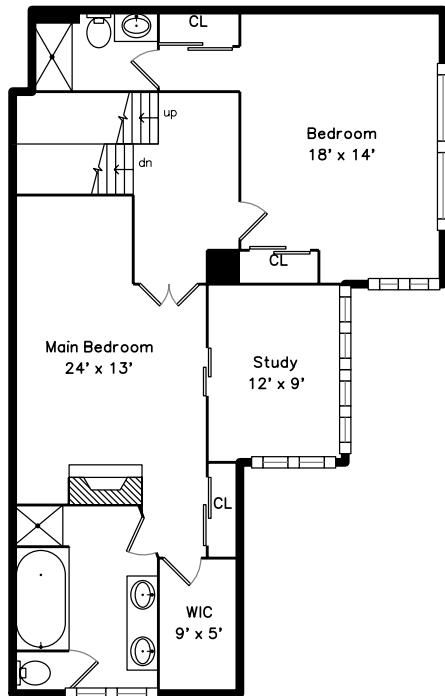 CL
up
Bedroom
18' x 14'
dn
CL
Main Bedroom
24' x 13'
Study
12' x 9'
CL
WIC
9' x 5'